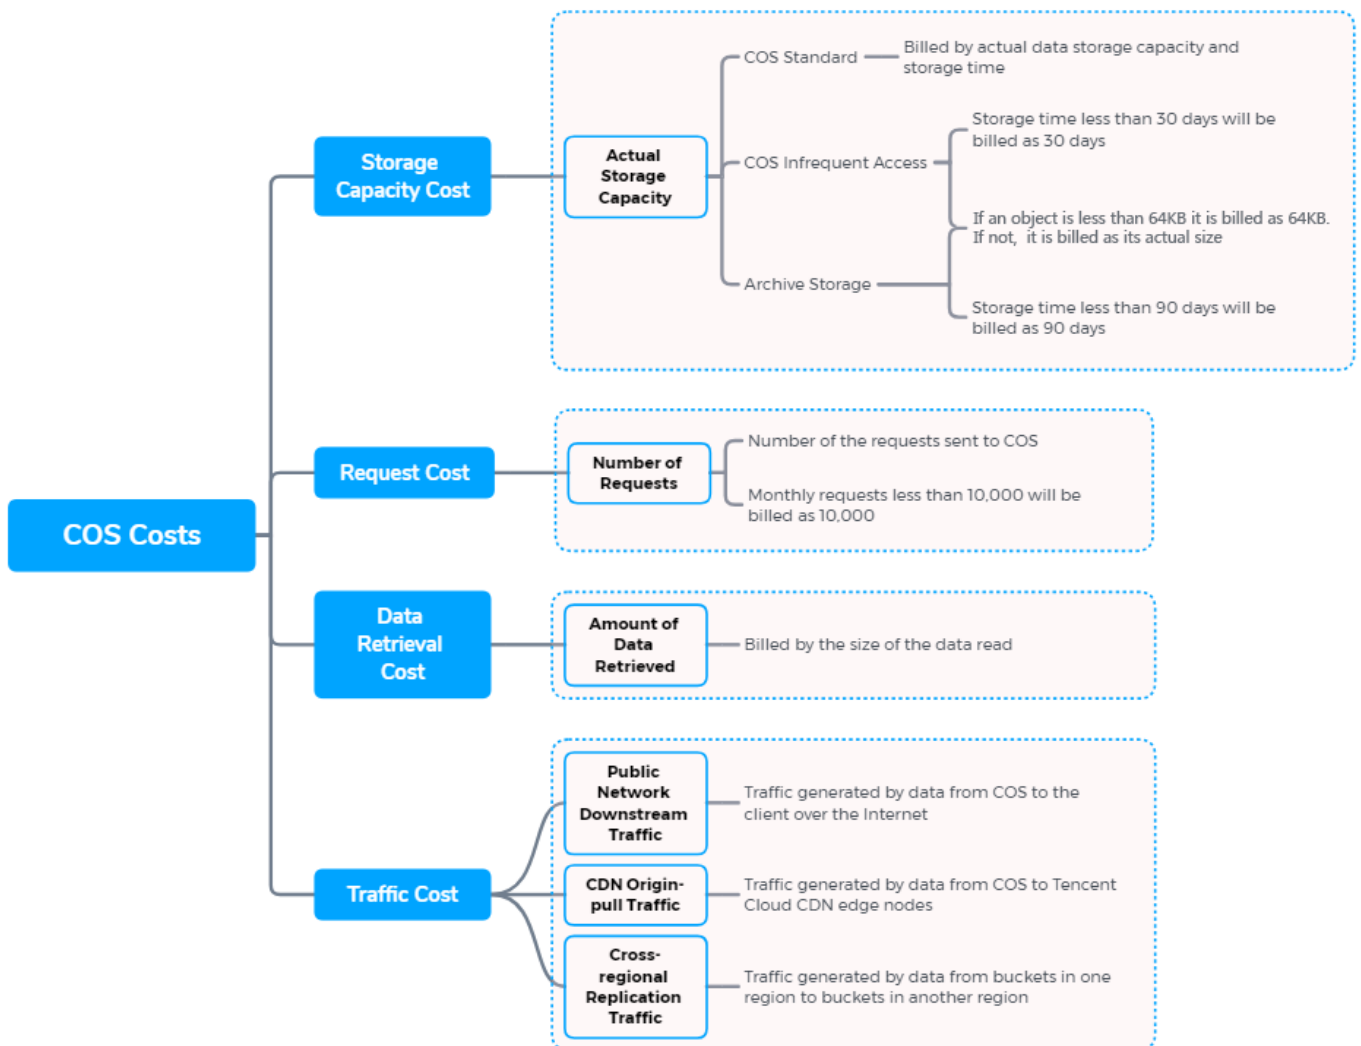 COS Costs
Storage
Capacity Cost
Actual
Storage
Capacity
COS Standard
Billed by actual data storage capacity and
storage time
COS Infrequent Access
Storage time less than 30 days will be
billed as 30 days
If an object is less than 64KB it is billed as 64KB.
If not, it is billed as its actual size
Archive Storage
Storage time less than 90 days will be
billed as 90 days
Request Cost
Number of
Requests
Number of the requests sent to COS
Monthly requests less than 10,000 will be
billed as 10,000
Data
Retrieval
Cost
Amount of
Data
Retrieved
Billed by the size of the data read
Traffic Cost
Public
Network
Downstream
Traffic
Traffic generated by data from COS to the
client over the Internet
CDN Origin-
pull Traffic
Traffic generated by data from COS to Tencent
Cloud CDN edge nodes
Cross-
regional
Replication
Traffic
Traffic generated by data from buckets in one
region to buckets in another region